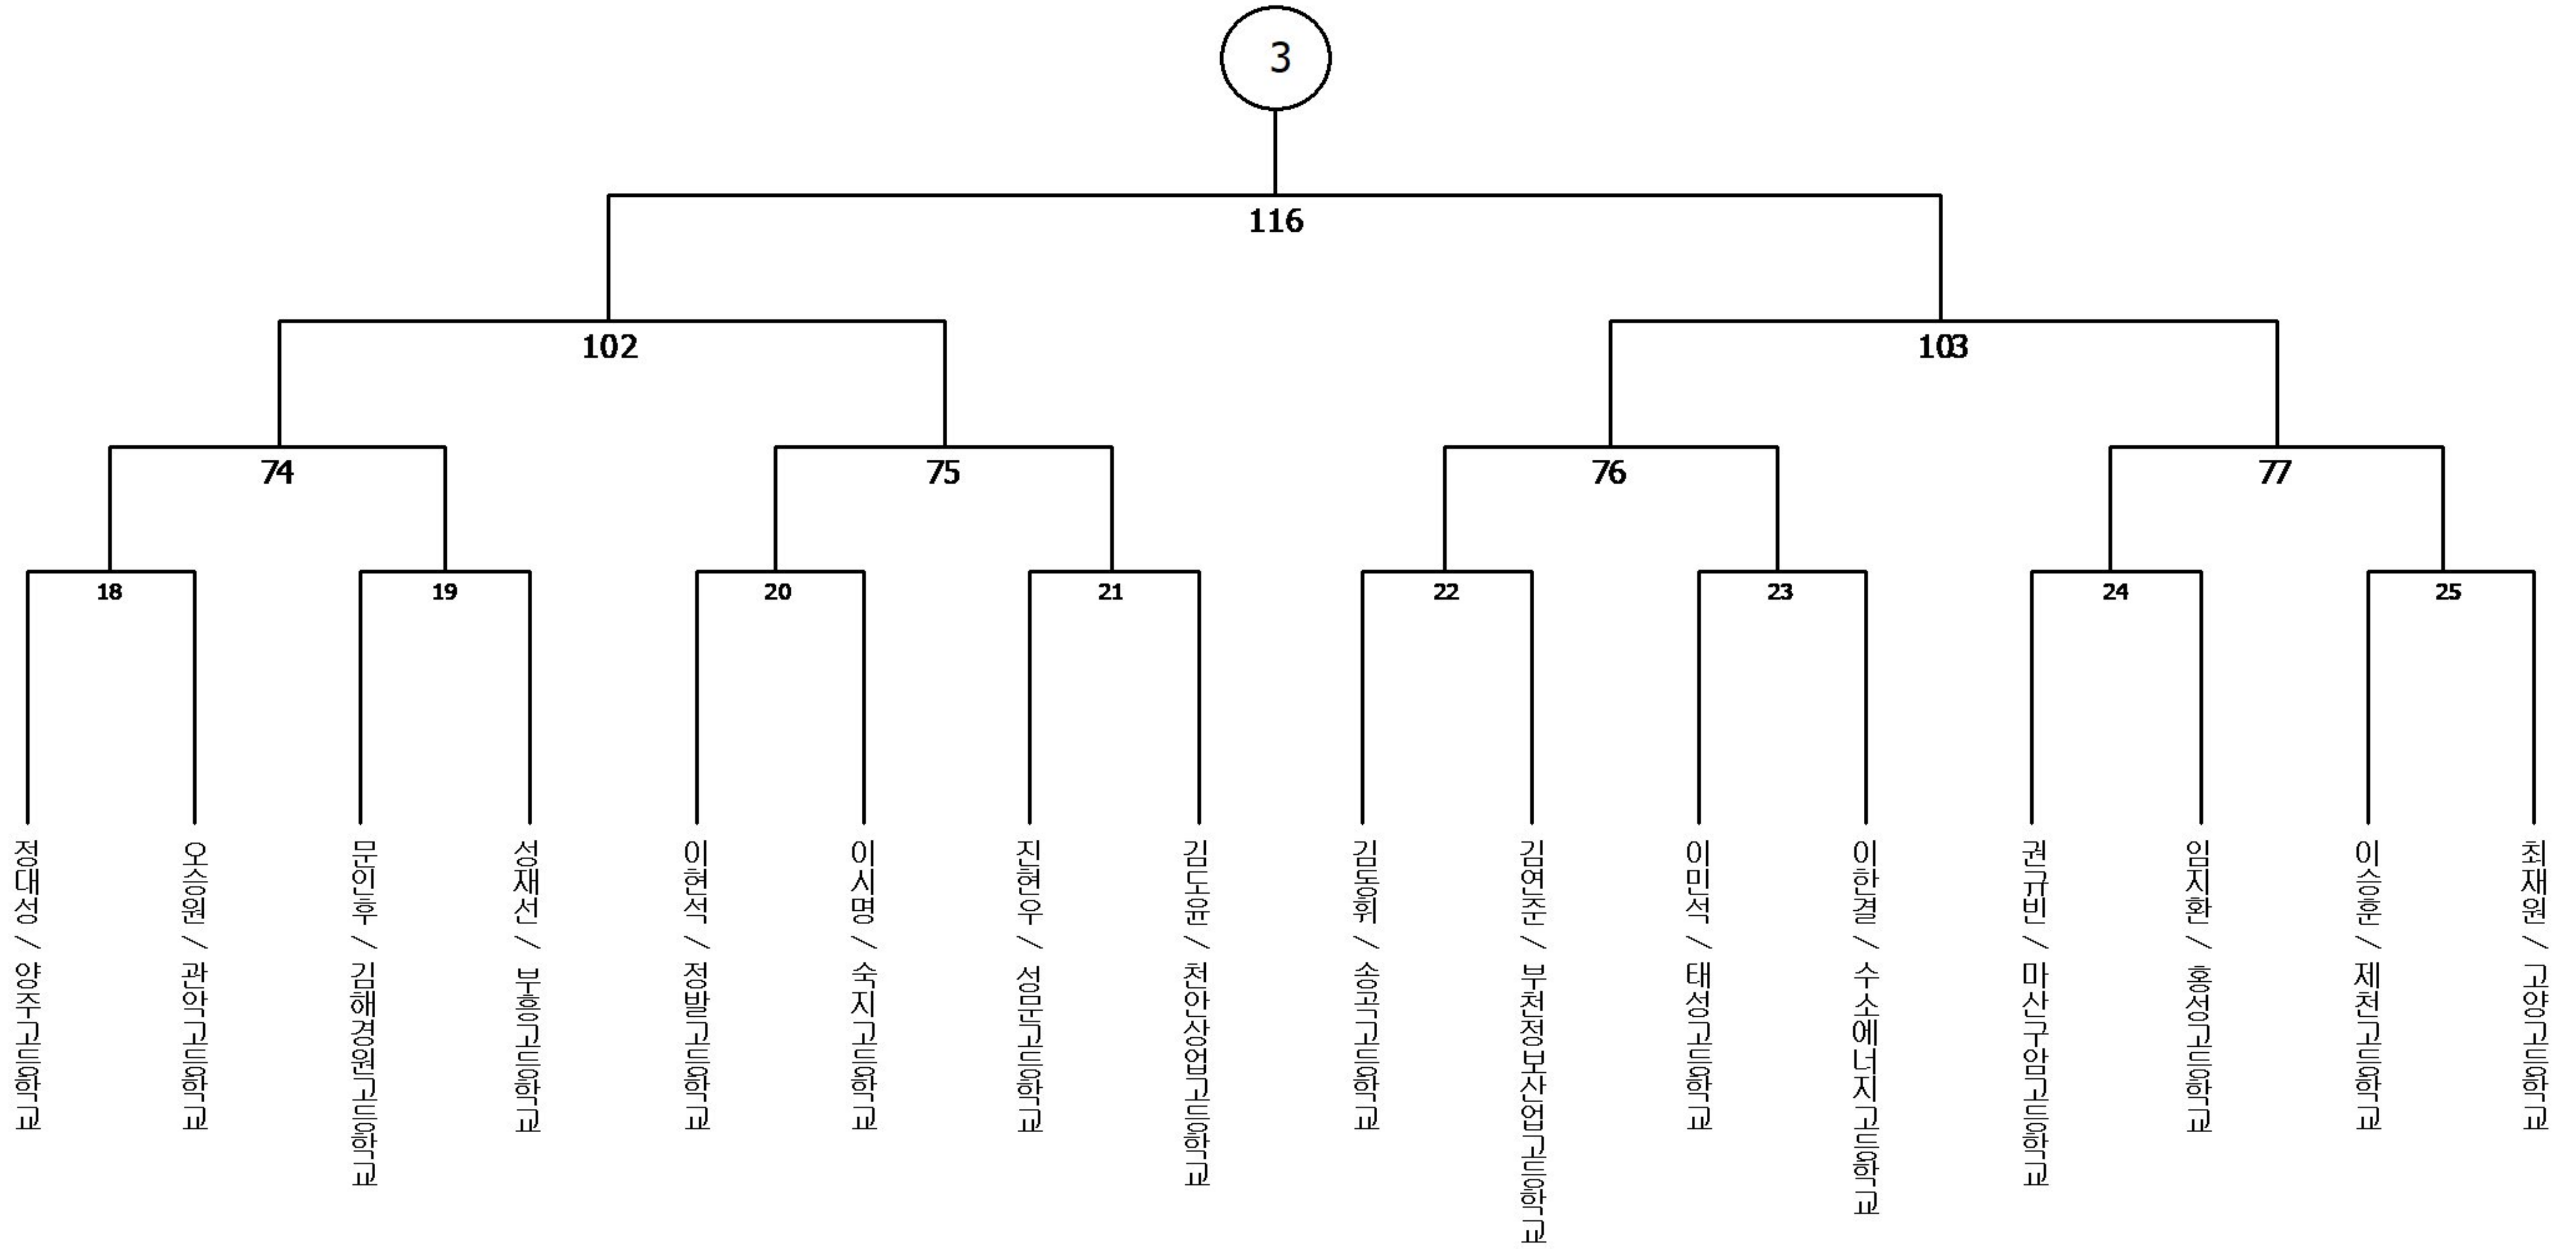 3
116
102
103
74
75
76
77
18
19
20
21
22
23
24
25
정대성 / 양주고등학교
오승원 / 관악고등학교
문인후 / 김해경원고등학교
성재선 / 부흥고등학교
이현석 / 정발고등학교
이시명 / 숙지고등학교
진현우 / 성문고등학교
김도윤 / 천안상업고등학교
김동휘 / 송곡고등학교
김연준 / 부천정보산업고등학교
이민석 / 태성고등학교
이한결 / 수소에너지고등학교
권규빈 / 마산구암고등학교
임지환 / 홍성고등학교
이승훈 / 제천고등학교
최재원 / 고양고등학교